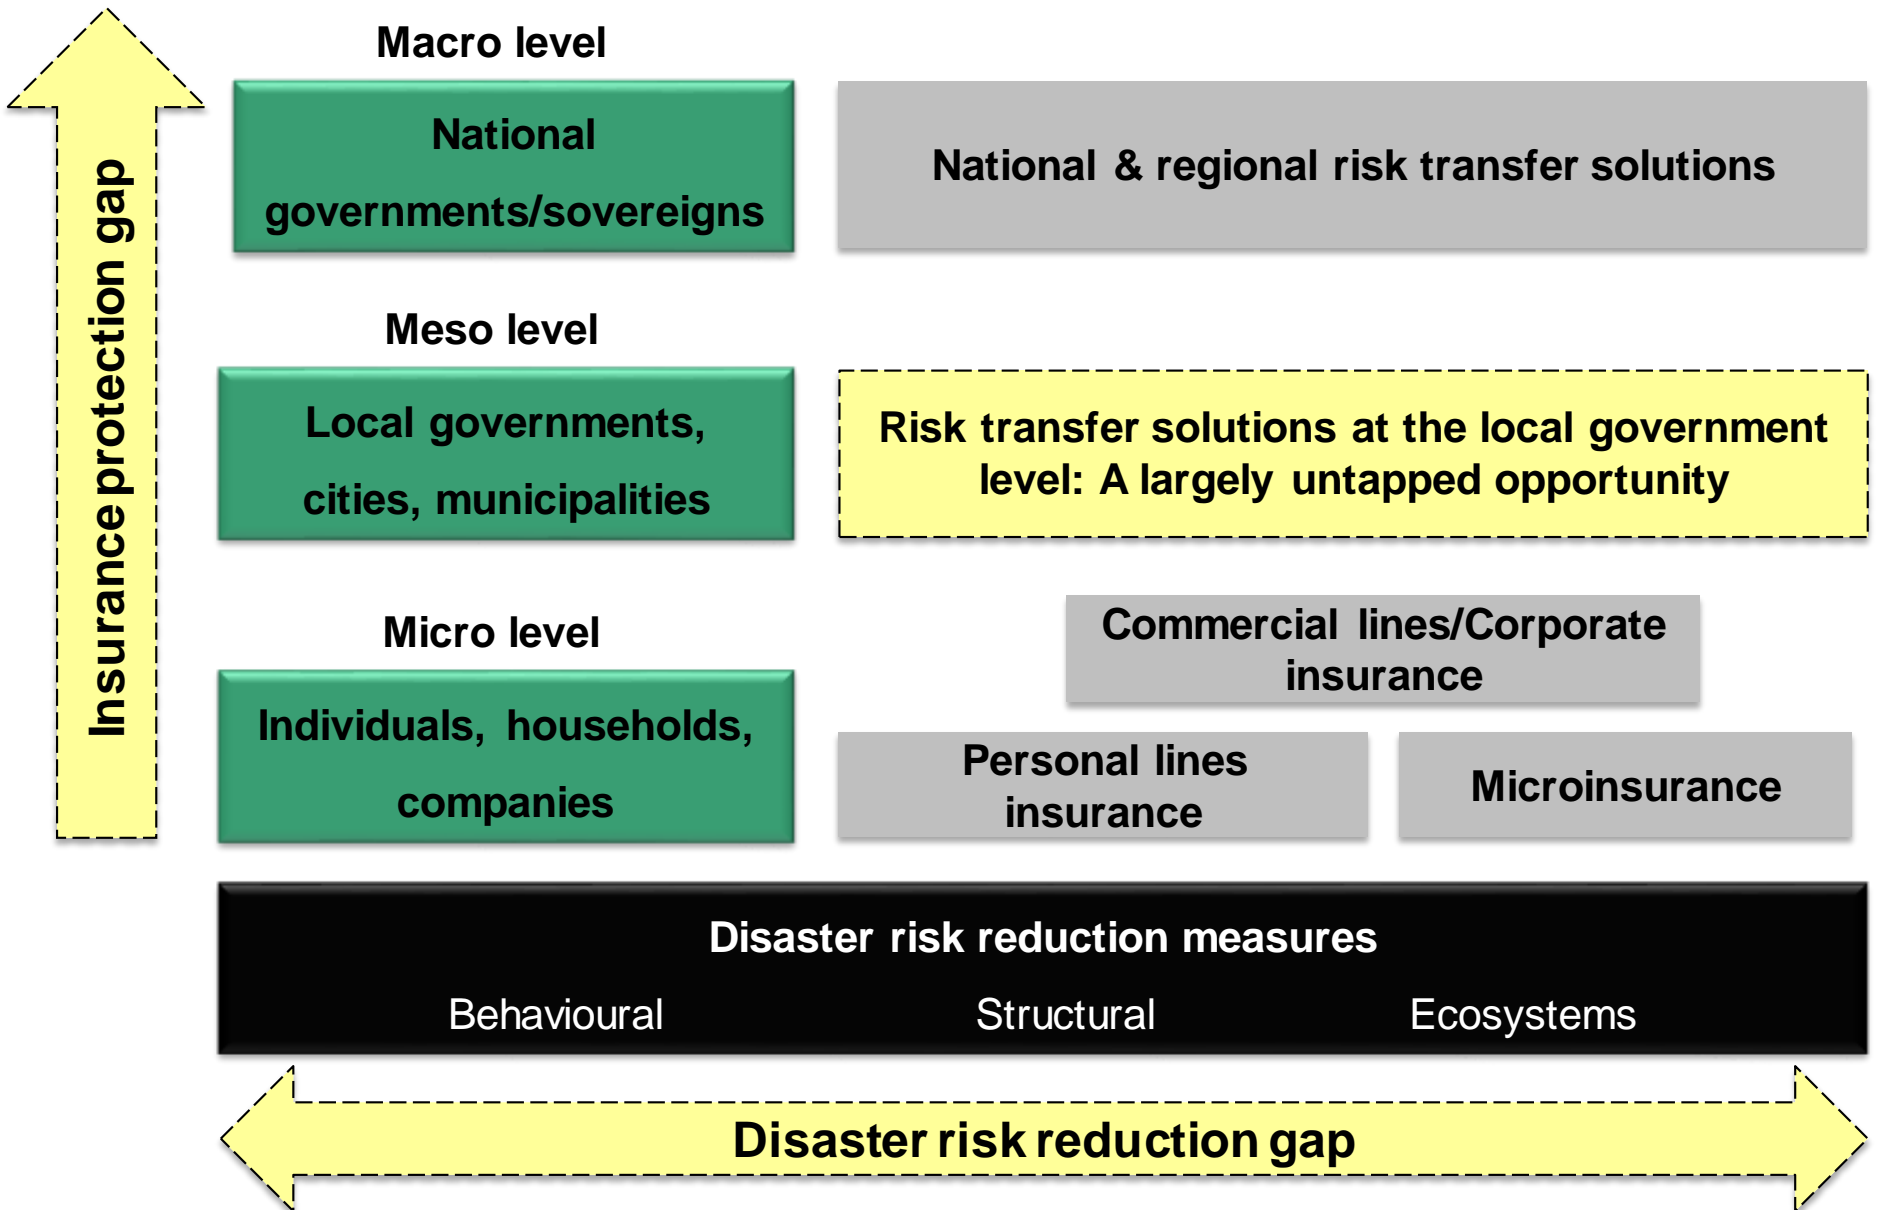 Insurance protection gap
Macro level
National
governments/sovereigns
National & regional risk transfer solutions
Meso level
Local governments,
cities, municipalities
Risk transfer solutions at the local government
level: A largely untapped opportunity
Micro level
Individuals, households,
companies
Commercial lines/Corporate
insurance
Personal lines
insurance
Microinsurance
Disaster risk reduction measures
Behavioural Structural Ecosystems
Disaster risk reduction gap